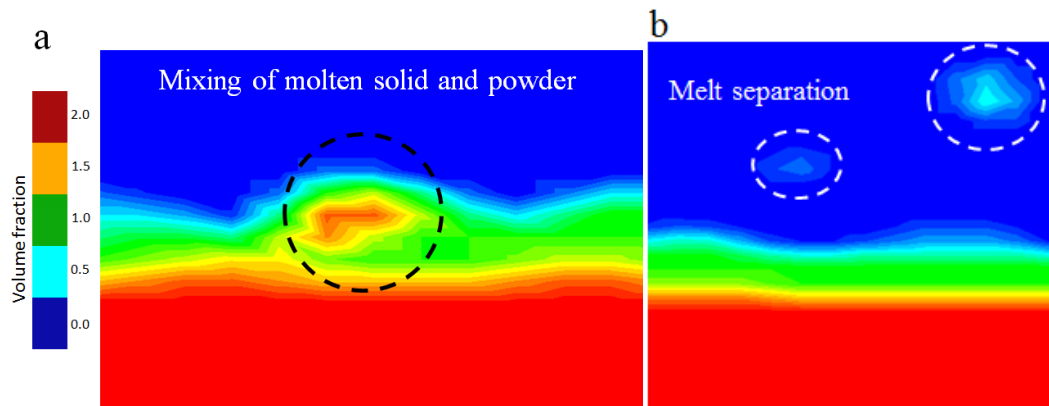 a
b
Mixing of molten solid and powder
Melt separation
Volume fraction
2.0
1.5
1.0
0.5
0.0